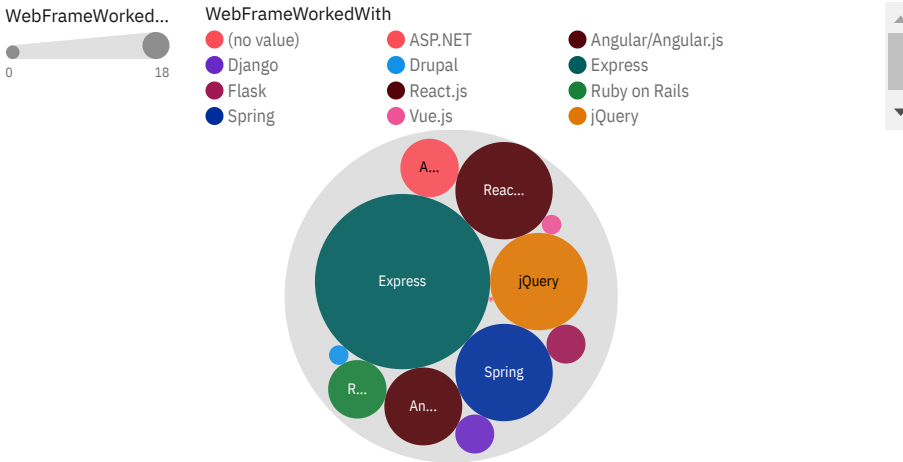 WebFrameWorked...
0 18
WebFrameWorkedWith
(no value) ASP.NET Angular/Angular.js
Django Drupal Express
Flask React.js Ruby on Rails
Spring Vue.js jQuery
A...
Reac...
Express
jQuery
Spring
R...
An...